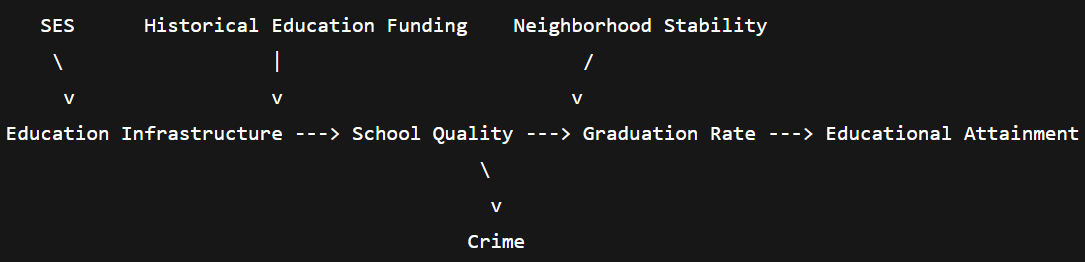 SES      Historical Education Funding    Neighborhood Stability
\                  |                          /
v                 v                         v
Education Infrastructure ---> School Quality ---> Graduation Rate ---> Educational Attainment
\
v
Crime